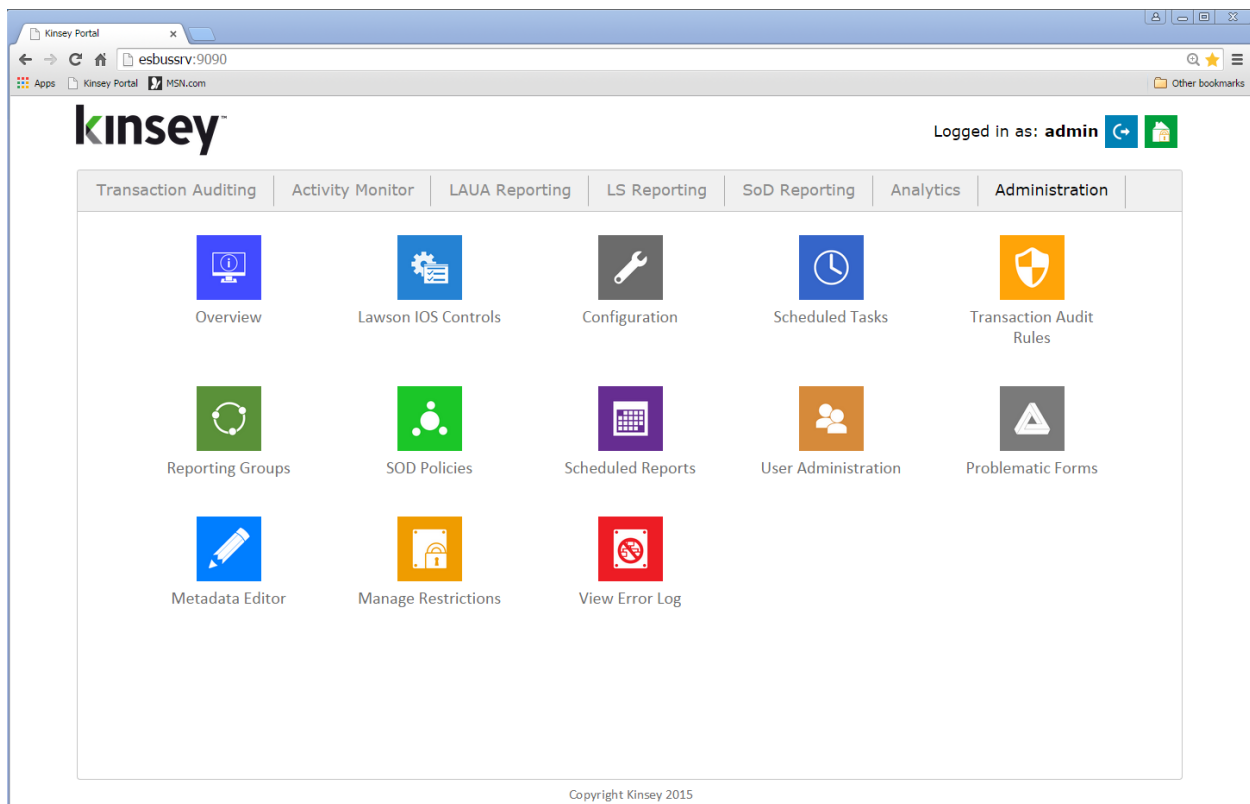 Kinsey Portal
esbussrv:9090
Apps Kinsey Portal MSN.com Other bookmarks
kinsey™
Logged in as: admin
Transaction Auditing Activity Monitor LAUA Reporting LS Reporting SoD Reporting Analytics Administration
Overview Lawson IOS Controls Configuration Scheduled Tasks Transaction Audit
Rules
Reporting Groups SOD Policies Scheduled Reports User Administration Problematic Forms
Metadada Editor Manage Restrictions View Error Log
Copyright Kinsey 2015